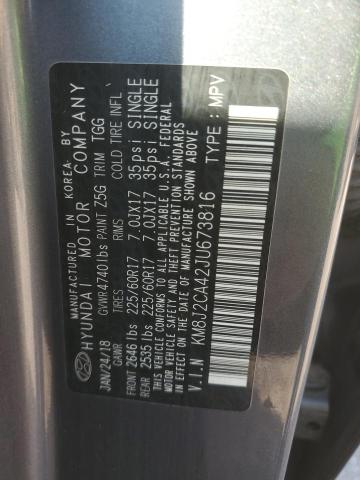 MANUFACTURED IN KOREA BY
HYUNDAI MOTOR COMPANY
GVWR 4740lbs PAINT Z5G TRIM TGG
JAN/24/18
GAWR TIRES RIMS COLD TIRE INFL
FRONT 2646 lbs 225/60R17 7.0JX17 35psi SINGLE
REAR 2535 lbs 225/60R17 7.0JX17 35psi SINGLE
THIS VEHICLE CONFORMS TO ALL APPLICABLE U.S.A. FEDERAL
MOTOR VEHICLE SAFETY AND THEFT PREVENTION STANDARDS
IN EFFECT ON THE DATE OF MANUFACTURE SHOWN ABOVE
V.I.N KM8J2CA42JU673816 TYPE : MPV